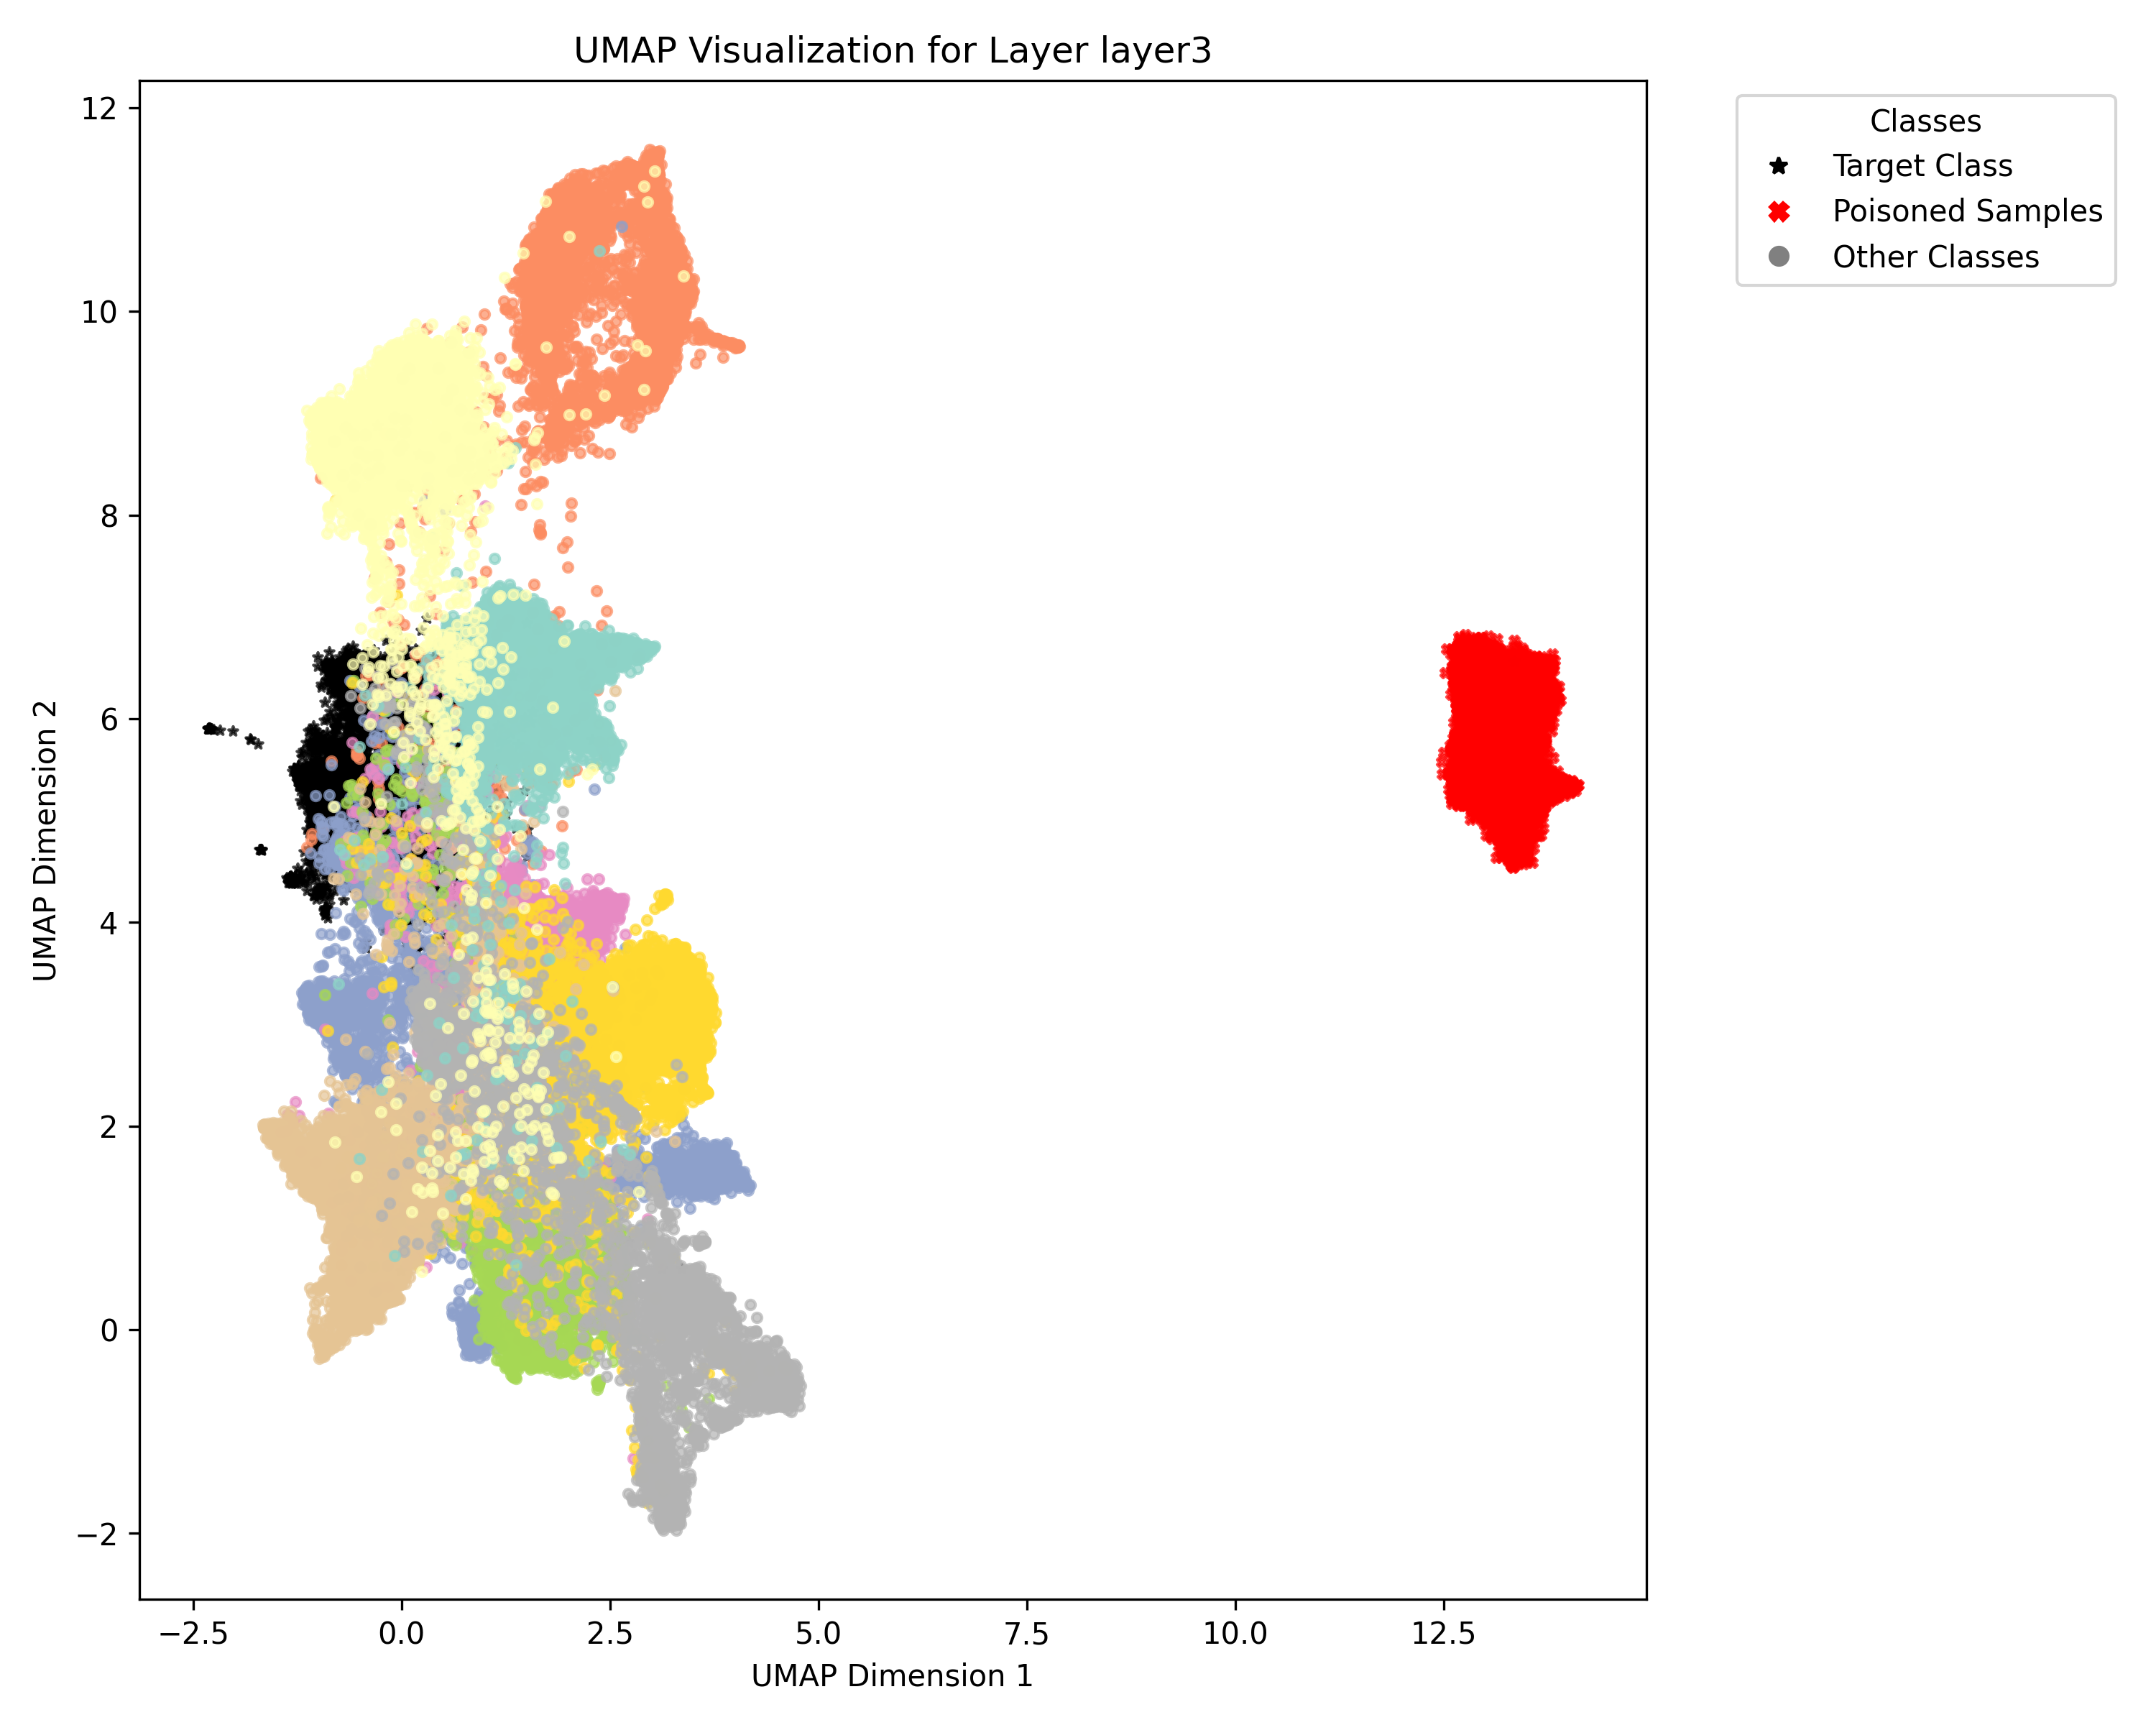 UMAP Visualization for Layer layer3
Classes
Target Class
Poisoned Samples
Other Classes
12
10
8
6
4
2
0
−2
UMAP Dimension 2
−2.5 0.0 2.5 5.0 7.5 10.0 12.5
UMAP Dimension 1